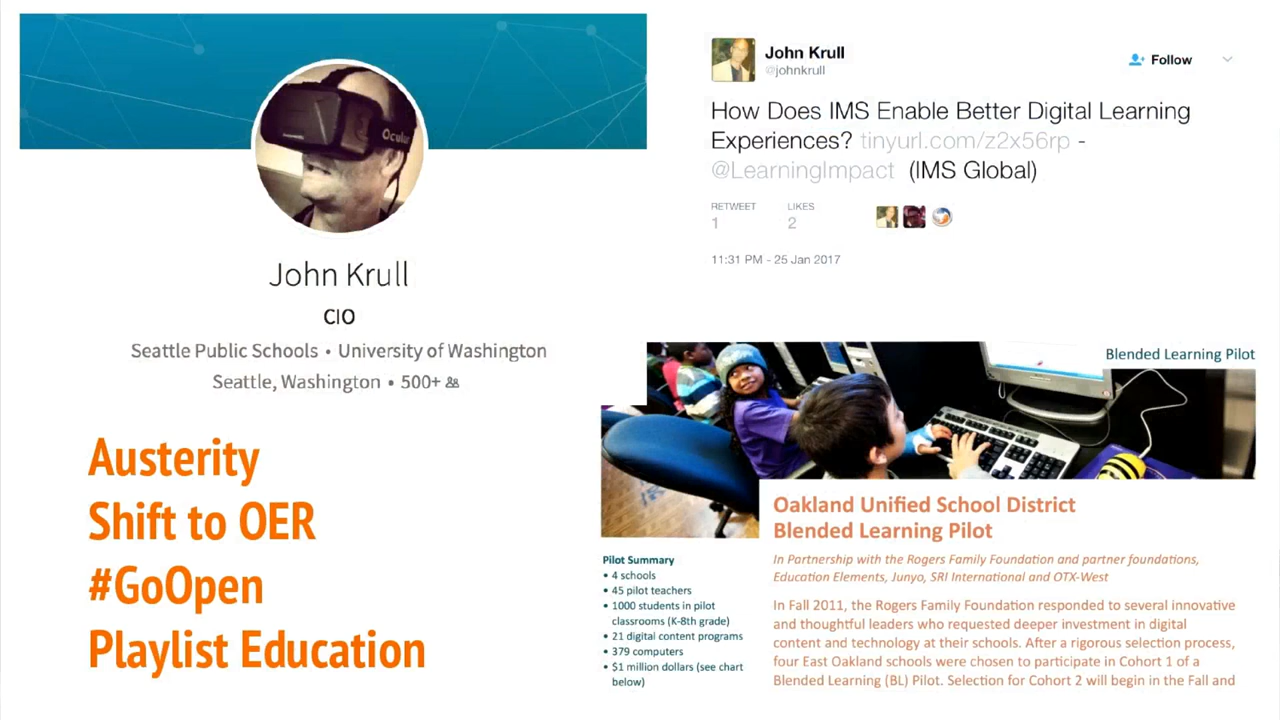 Oculus
John Krull
CIO
Seattle Public Schools • University of Washington
Seattle, Washington • 500+
Austerity
Shift to OER
#GoOpen
Playlist Education
John Krull
@johnkrull
Follow
How Does IMS Enable Better Digital Learning
Experiences? tinyurl.com/z2x56rp -
@LearningImpact (IMS Global)
RETWEET LIKES
1 2
11:31 PM - 25 Jan 2017
Blended Learning Pilot
Oakland Unified School District
Blended Learning Pilot
In Partnership with the Rogers Family Foundation and partner foundations,
Education Elements, Junyo, SRI International and OTX-West
Pilot Summary
• 4 schools
• 45 pilot teachers
• 1000 students in pilot
classrooms (K-8th grade)
• 21 digital content programs
• 379 computers
• $1 million dollars (see chart
below)
In Fall 2011, the Rogers Family Foundation responded to several innovative
and thoughtful leaders who requested deeper investment in digital
content and technology at their schools. After a rigorous selection process,
four East Oakland schools were chosen to participate in Cohort 1 of a
Blended Learning (BL) Pilot. Selection for Cohort 2 will begin in the Fall and